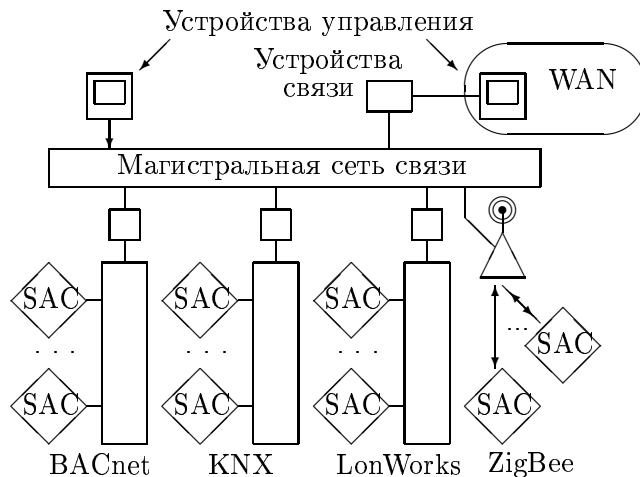 Устройства управления
Устройства
связи
WAN
Магистральная сеть связи
SAC
SAC
SAC
SAC
. . .
. . .
. . .
...
SAC
SAC
SAC
SAC
BACnet
KNX
LonWorks
ZigBee